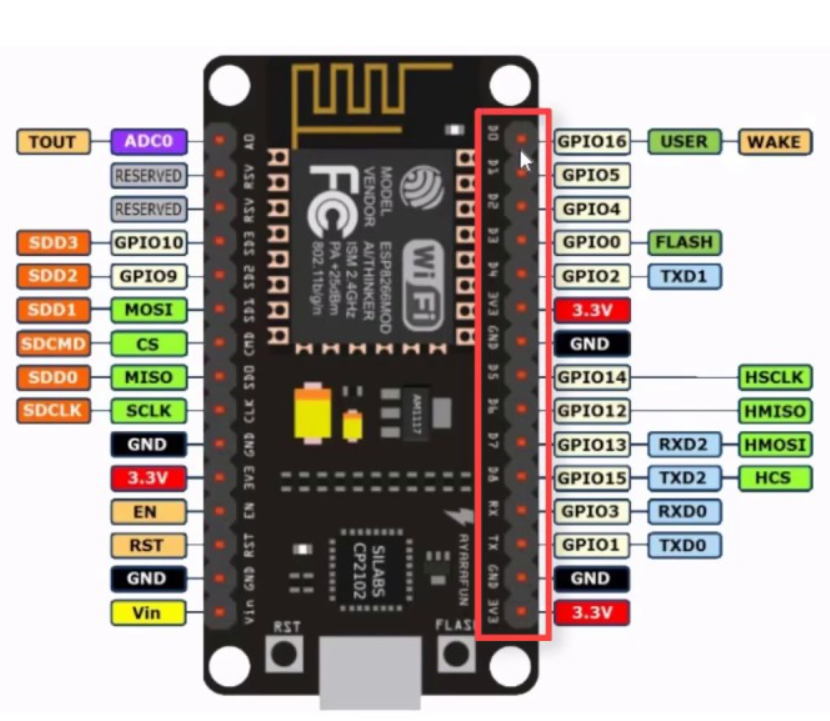 TOUT ADC0 A0 D0 GPIO16 USER WAKE
RESERVED RSV D1 GPIO5
RESERVED RSV D2 GPIO4
SDD3 GPIO10 SD3 D3 GPIO0 FLASH
SDD2 GPIO9 SD2 D4 GPIO2 TXD1
SDD1 MOSI SD1 3V3 3.3V
SDCMD CS CMD GND GND
SDD0 MISO SD0 D5 GPIO14 HSCLK
SDCLK SCLK CLK D6 GPIO12 HMISO
GND GND D7 GPIO13 RXD2 HMOSI
3.3V 3V3 D8 GPIO15 TXD2 HCS
EN EN RX GPIO3 RXD0
RST RST TX GPIO1 TXD0
GND GND GND GND
Vin Vin 3V3 3.3V
MODEL ESP8266MOD
VENDOR AI/THINKER
ISM 2.4GHz
PA +25dBm
802.11b/g/n
FC
WiFi
AM1117
SILABS
CP2102
AYARAFUN
RST
FLASH